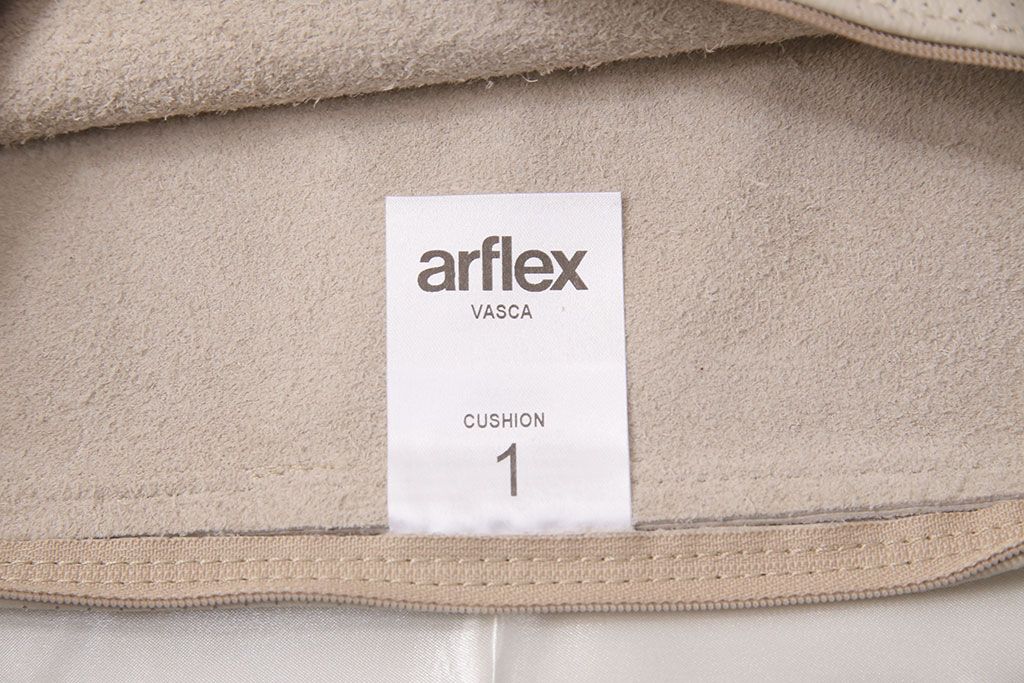 arflex
VASCA
CUSHION
1